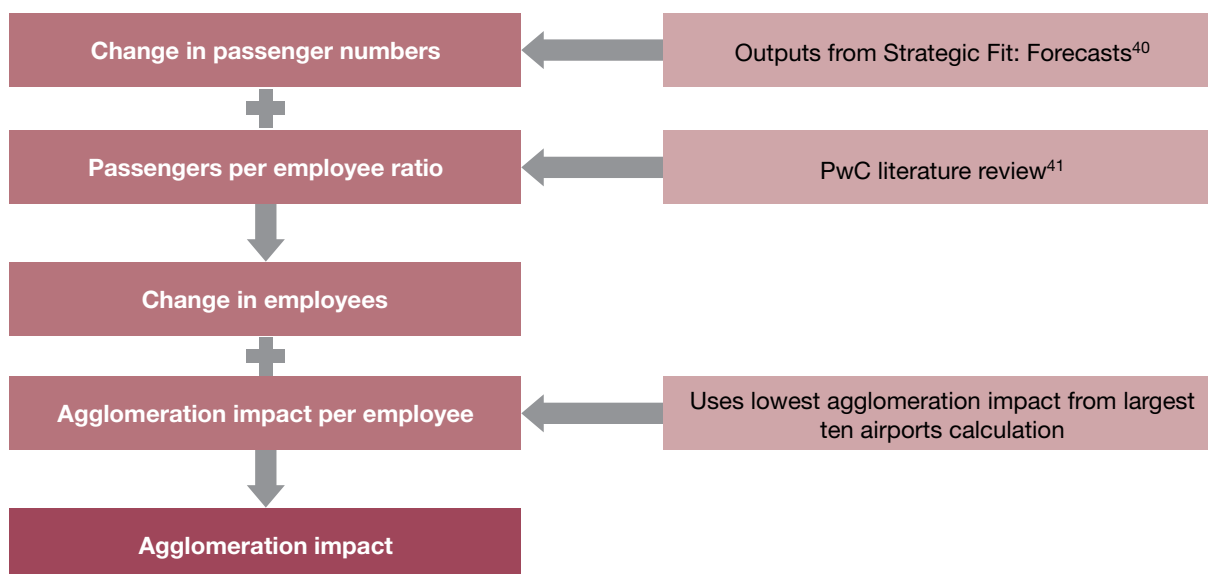 Change in passenger numbers
Outputs from Strategic Fit: Forecasts⁴⁰
Passengers per employee ratio
PwC literature review⁴¹
Change in employees
Agglomeration impact per employee
Uses lowest agglomeration impact from largest
ten airports calculation
Agglomeration impact